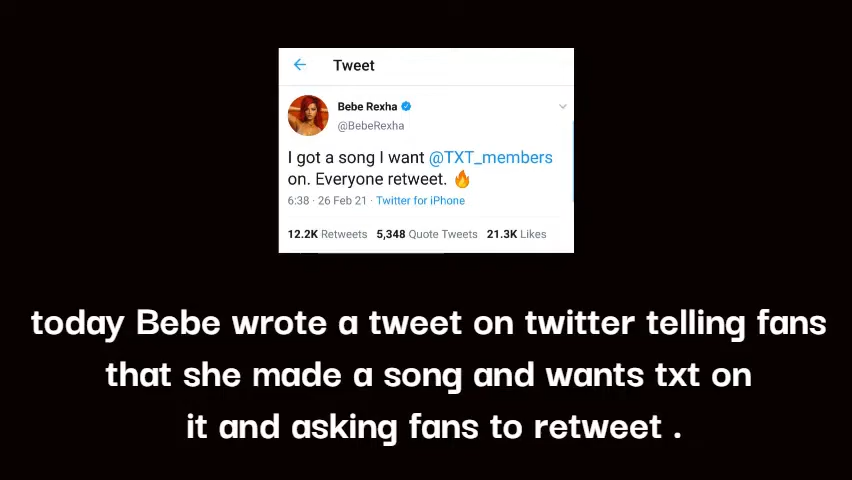 Tweet
Bebe Rexha
@BebeRexha
I got a song I want @TXT_members
on. Everyone retweet. 🔥
6:38 · 26 Feb 21 · Twitter for iPhone
12.2K Retweets 5,348 Quote Tweets 21.3K Likes
today Bebe wrote a tweet on twitter telling fans
that she made a song and wants txt on
it and asking fans to retweet .